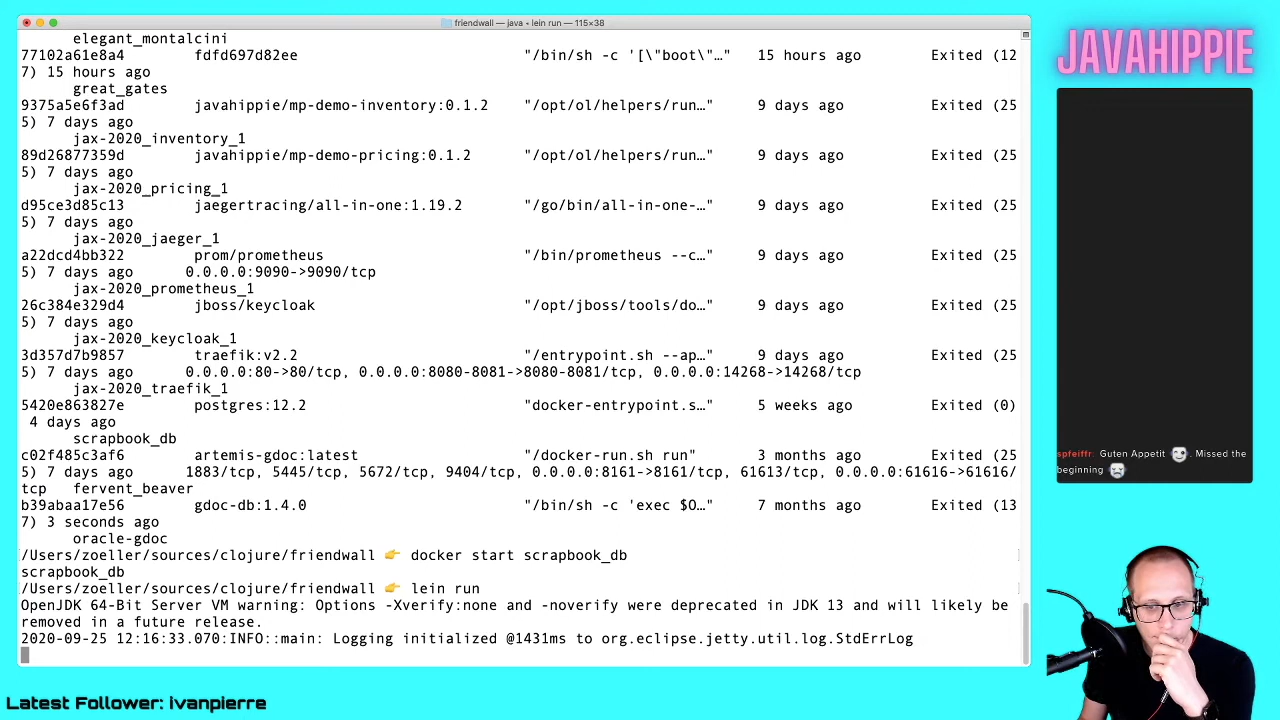 friendwall — java • lein run — 115×38
elegant_montalcini
77102a61e8a4 fdfd697d82ee "/bin/sh -c '[\"boot\"…" 15 hours ago Exited (12
7) 15 hours ago
great_gates
9375a5e6f3ad javahippie/mp-demo-inventory:0.1.2 "/opt/ol/helpers/run…" 9 days ago Exited (25
5) 7 days ago
jax-2020_inventory_1
89d26877359d javahippie/mp-demo-pricing:0.1.2 "/opt/ol/helpers/run…" 9 days ago Exited (25
5) 7 days ago
jax-2020_pricing_1
d95ce3d85c13 jaegertracing/all-in-one:1.19.2 "/go/bin/all-in-one-…" 9 days ago Exited (25
5) 7 days ago
jax-2020_jaeger_1
a22dcd4bb322 prom/prometheus "/bin/prometheus --c…" 9 days ago Exited (25
5) 7 days ago 0.0.0.0:9090->9090/tcp
jax-2020_prometheus_1
26c384e329d4 jboss/keycloak "/opt/jboss/tools/do…" 9 days ago Exited (25
5) 7 days ago
jax-2020_keycloak_1
3d357d7b9857 traefik:v2.2 "/entrypoint.sh --ap…" 9 days ago Exited (25
5) 7 days ago 0.0.0.0:80->80/tcp, 0.0.0.0:8080-8081->8080-8081/tcp, 0.0.0.0:14268->14268/tcp
jax-2020_traefik_1
5420e863827e postgres:12.2 "docker-entrypoint.s…" 5 weeks ago Exited (0)
4 days ago
scrapbook_db
c02f485c3af6 artemis-gdoc:latest "/docker-run.sh run" 3 months ago Exited (25
5) 7 days ago 1883/tcp, 5445/tcp, 5672/tcp, 9404/tcp, 0.0.0.0:8161->8161/tcp, 61613/tcp, 0.0.0.0:61616->61616/
tcp fervent_beaver
b39abaa17e56 gdoc-db:1.4.0 "/bin/sh -c 'exec $O…" 7 months ago Exited (13
7) 3 seconds ago
oracle-gdoc
/Users/zoeller/sources/clojure/friendwall 👉 docker start scrapbook_db
scrapbook_db
/Users/zoeller/sources/clojure/friendwall 👉 lein run
OpenJDK 64-Bit Server VM warning: Options -Xverify:none and -noverify were deprecated in JDK 13 and will likely be
removed in a future release.
2020-09-25 12:16:33.070:INFO::main: Logging initialized @1431ms to org.eclipse.jetty.util.log.StdErrLog
JAVAHIPPIE
spfeiffr: Guten Appetit . Missed the
beginning
Latest Follower: ivanpierre